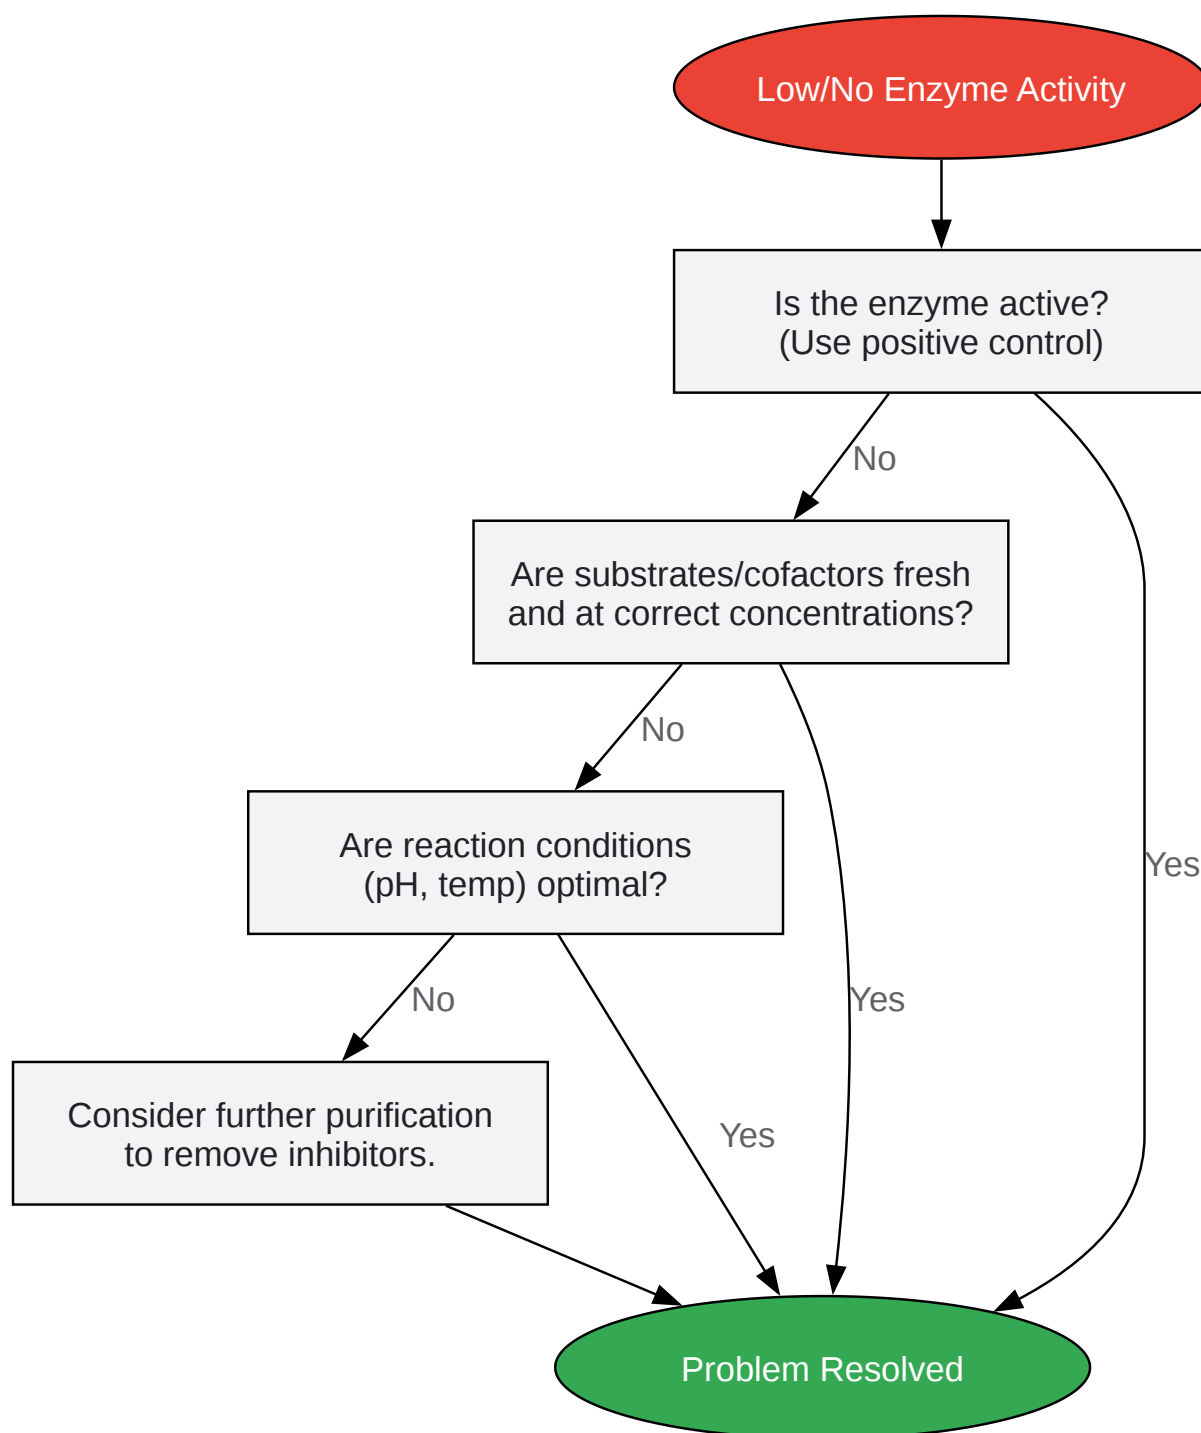 Low/No Enzyme Activity
Is the enzyme active?
(Use positive control)
No
Are substrates/cofactors fresh
and at correct concentrations?
No
Are reaction conditions
(pH, temp) optimal?
Yes
No
Yes
Consider further purification
to remove inhibitors.
Yes
Problem Resolved